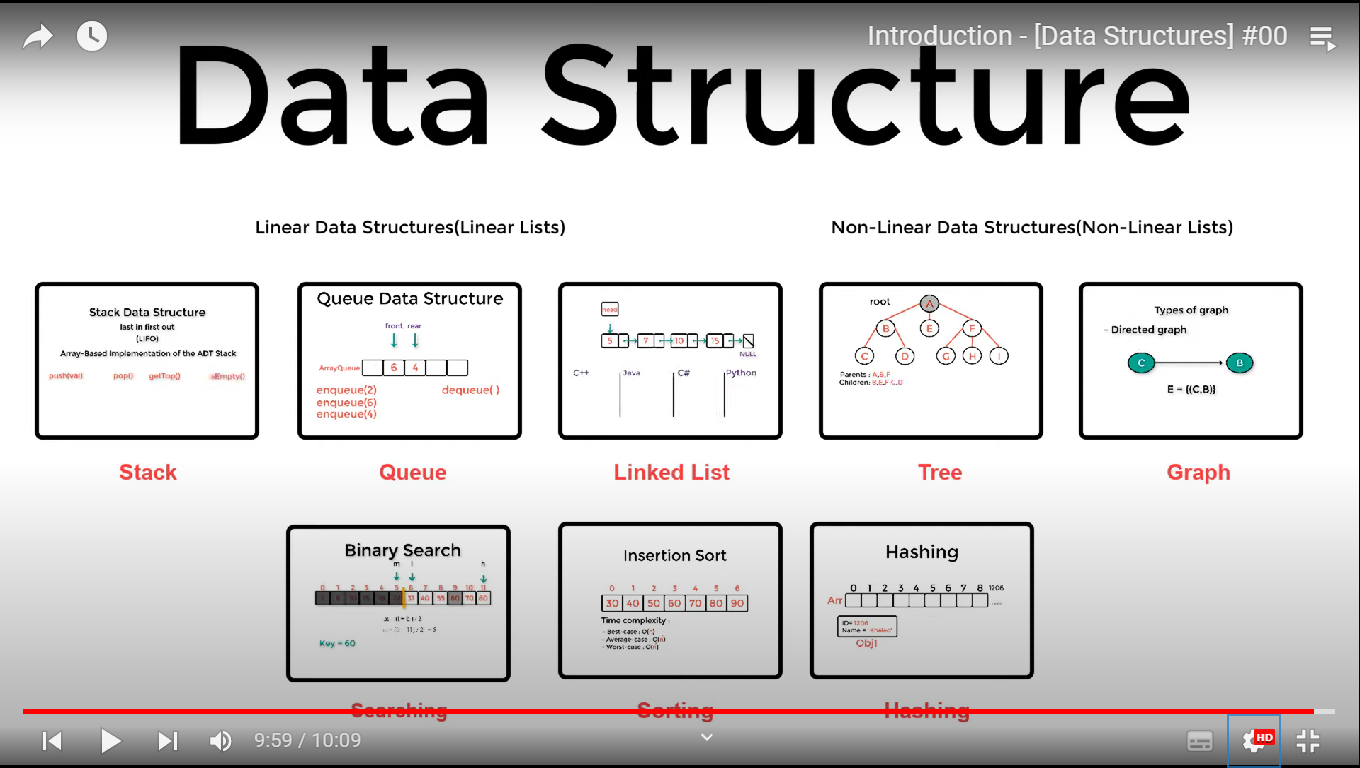 Introduction - [Data Structures] #00
Data Structure
Linear Data Structures(Linear Lists)
Non-Linear Data Structures(Non-Linear Lists)
Stack Data Structure
last in first out
(LIFO)
Array-Based Implementation of the ADT Stack
push(val) pop() getTop() isEmpty()
Stack
Queue Data Structure
front rear
ArrayQueue 6 4
enqueue(2) dequeue( )
enqueue(6)
enqueue(4)
Queue
head
5 7 10 15
NULL
C++ Java C# Python
Linked List
root A
B E F
C D G H I
Parents : A,B,F
Children: B,E,F,C,D
Tree
Types of graph
- Directed graph
C B
E = {(C,B)}
Graph
Binary Search
m l h
0 1 2 3 4 5 6 7 8 9 10 11
40 60 70 80
Key = 60
Searching
Insertion Sort
0 1 2 3 4 5 6
30 40 50 60 70 80 90
Time complexity :
- Best-case : O(n)
- Average-case : O(n)
- Worst-case : O(n)
Sorting
Hashing
0 1 2 3 4 5 6 7 8 1206
Arr ....
ID= 1206
Name = "Khaled"
Obj1
Hashing
9:59 / 10:09
HD